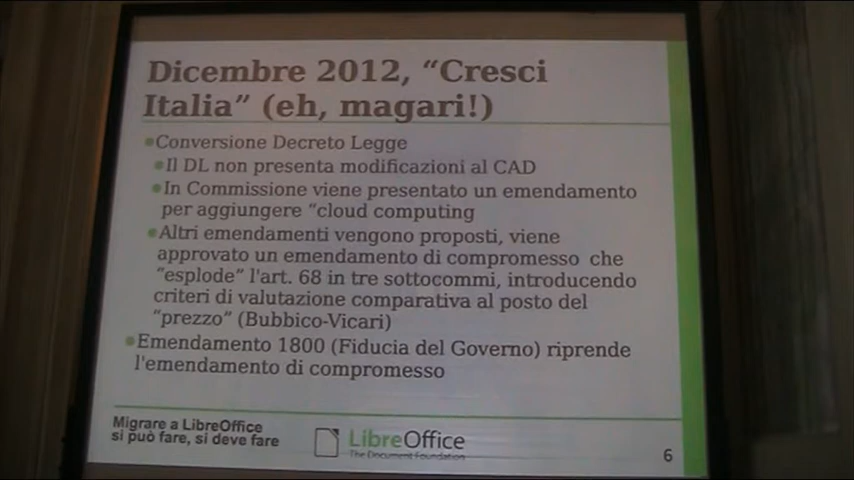 Dicembre 2012, “Cresci
Italia” (eh, magari!)
Conversione Decreto Legge
Il DL non presenta modificazioni al CAD
In Commissione viene presentato un emendamento
per aggiungere “cloud computing
Altri emendamenti vengono proposti, viene
approvato un emendamento di compromesso che
“esplode” l'art. 68 in tre sottocommi, introducendo
criteri di valutazione comparativa al posto del
“prezzo” (Bubbico-Vicari)
Emendamento 1800 (Fiducia del Governo) riprende
l'emendamento di compromesso
Migrare a LibreOffice
si può fare, si deve fare
LibreOffice
The Document Foundation
6